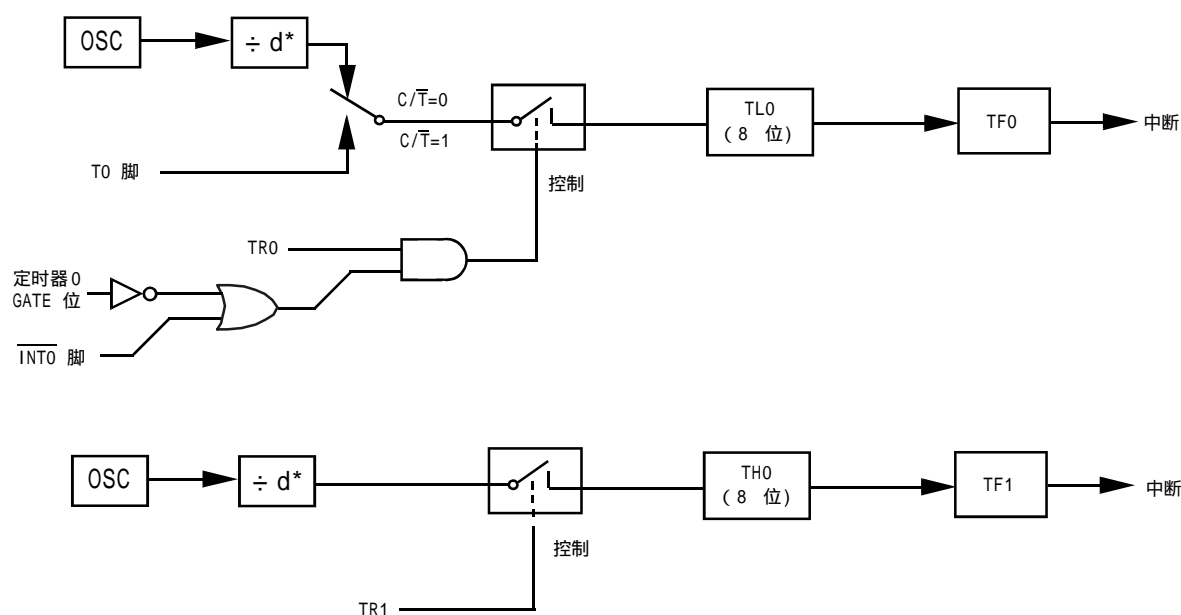 OSC
÷ d*
C/T̅=0
C/T̅=1
T0 脚
控制
TL0
(8 位)
TF0
中断
TR0
定时器0
GATE 位
I̅N̅T̅0̅ 脚
OSC
÷ d*
控制
TR1
TH0
(8 位)
TF1
中断